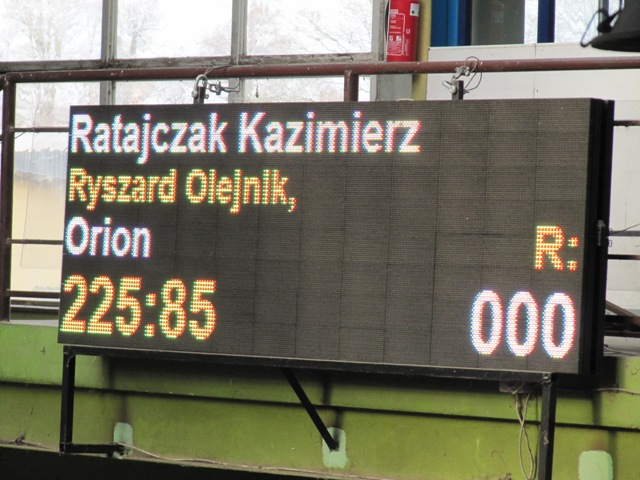 Ratajczak Kazimierz
Ryszard Olejnik,
Orion
R:
225:85
000